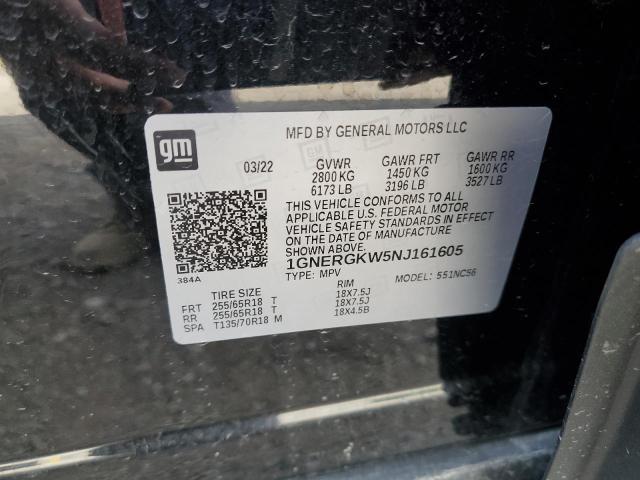 gm
MFD BY GENERAL MOTORS LLC
03/22
GVWR GAWR FRT GAWR RR
2800 KG 1450 KG 1600 KG
6173 LB 3196 LB 3527 LB
THIS VEHICLE CONFORMS TO ALL
APPLICABLE U.S. FEDERAL MOTOR
VEHICLE SAFETY STANDARDS IN EFFECT
ON THE DATE OF MANUFACTURE
SHOWN ABOVE.
1GNERGKW5NJ161605
384A
TYPE: MPV MODEL: 551NC56
TIRE SIZE RIM
FRT 255/65R18 T 18X7.5J
RR 255/65R18 T 18X7.5J
SPA T135/70R18 M 18X4.5B